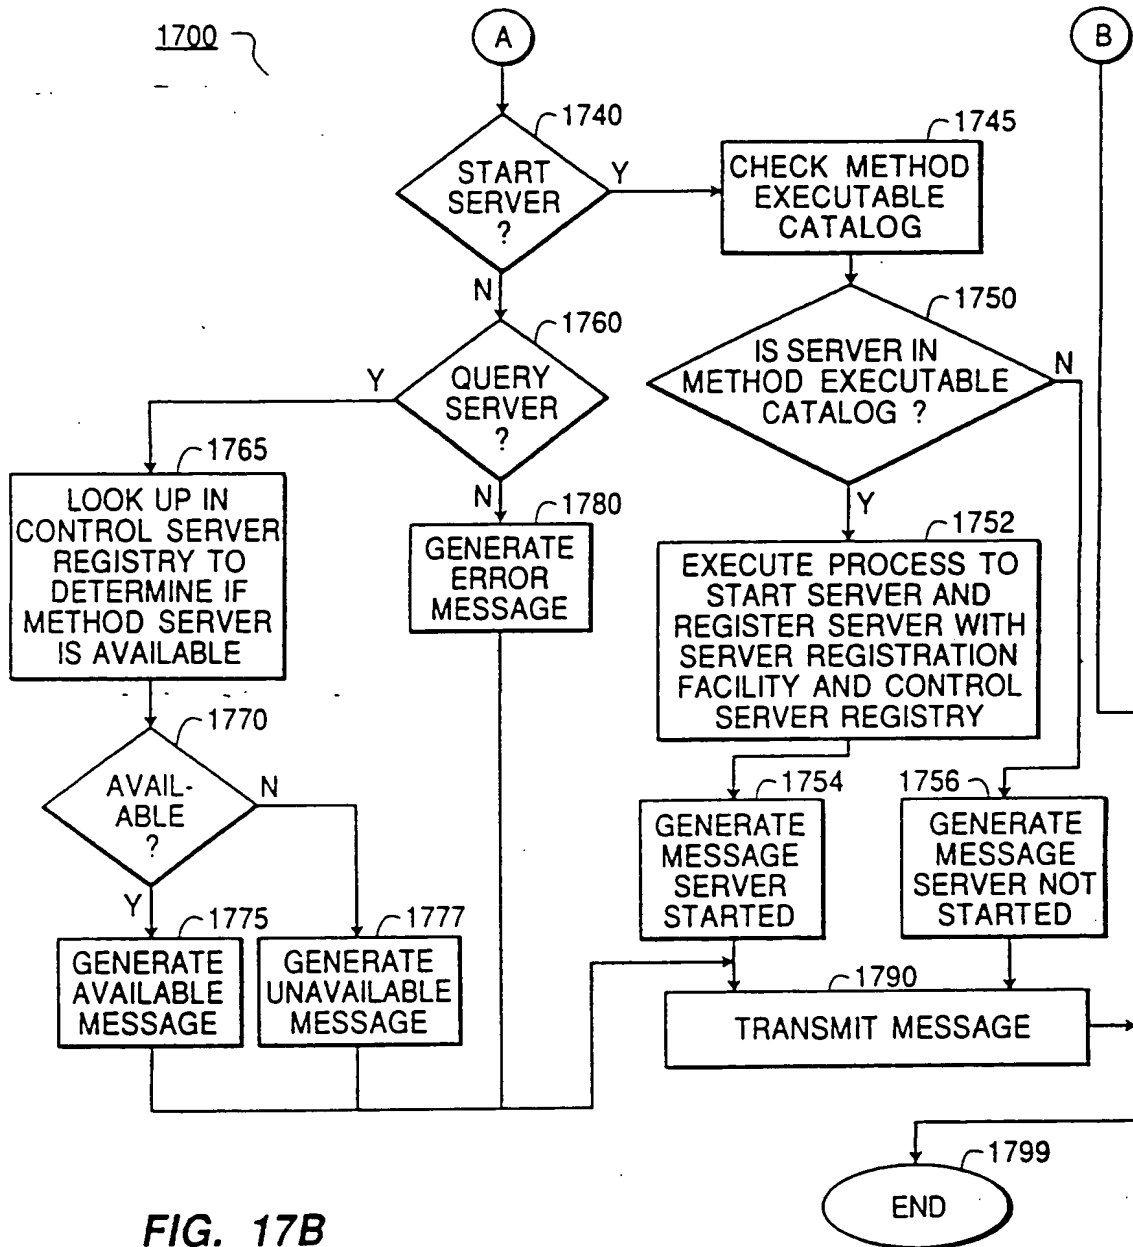 1700
A
B
1740
START
SERVER
?
Y
N
1745
CHECK METHOD
EXECUTABLE
CATALOG
1750
IS SERVER IN
METHOD EXECUTABLE
CATALOG ?
N
Y
1760
QUERY
SERVER
?
Y
N
1765
LOOK UP IN
CONTROL SERVER
REGISTRY TO
DETERMINE IF
METHOD SERVER
IS AVAILABLE
1780
GENERATE
ERROR
MESSAGE
1752
EXECUTE PROCESS TO
START SERVER AND
REGISTER SERVER WITH
SERVER REGISTRATION
FACILITY AND CONTROL
SERVER REGISTRY
1770
AVAIL-
ABLE
?
N
Y
1754
GENERATE
MESSAGE
SERVER
STARTED
1756
GENERATE
MESSAGE
SERVER NOT
STARTED
1775
GENERATE
AVAILABLE
MESSAGE
1777
GENERATE
UNAVAILABLE
MESSAGE
1790
TRANSMIT MESSAGE
1799
END
FIG. 17B